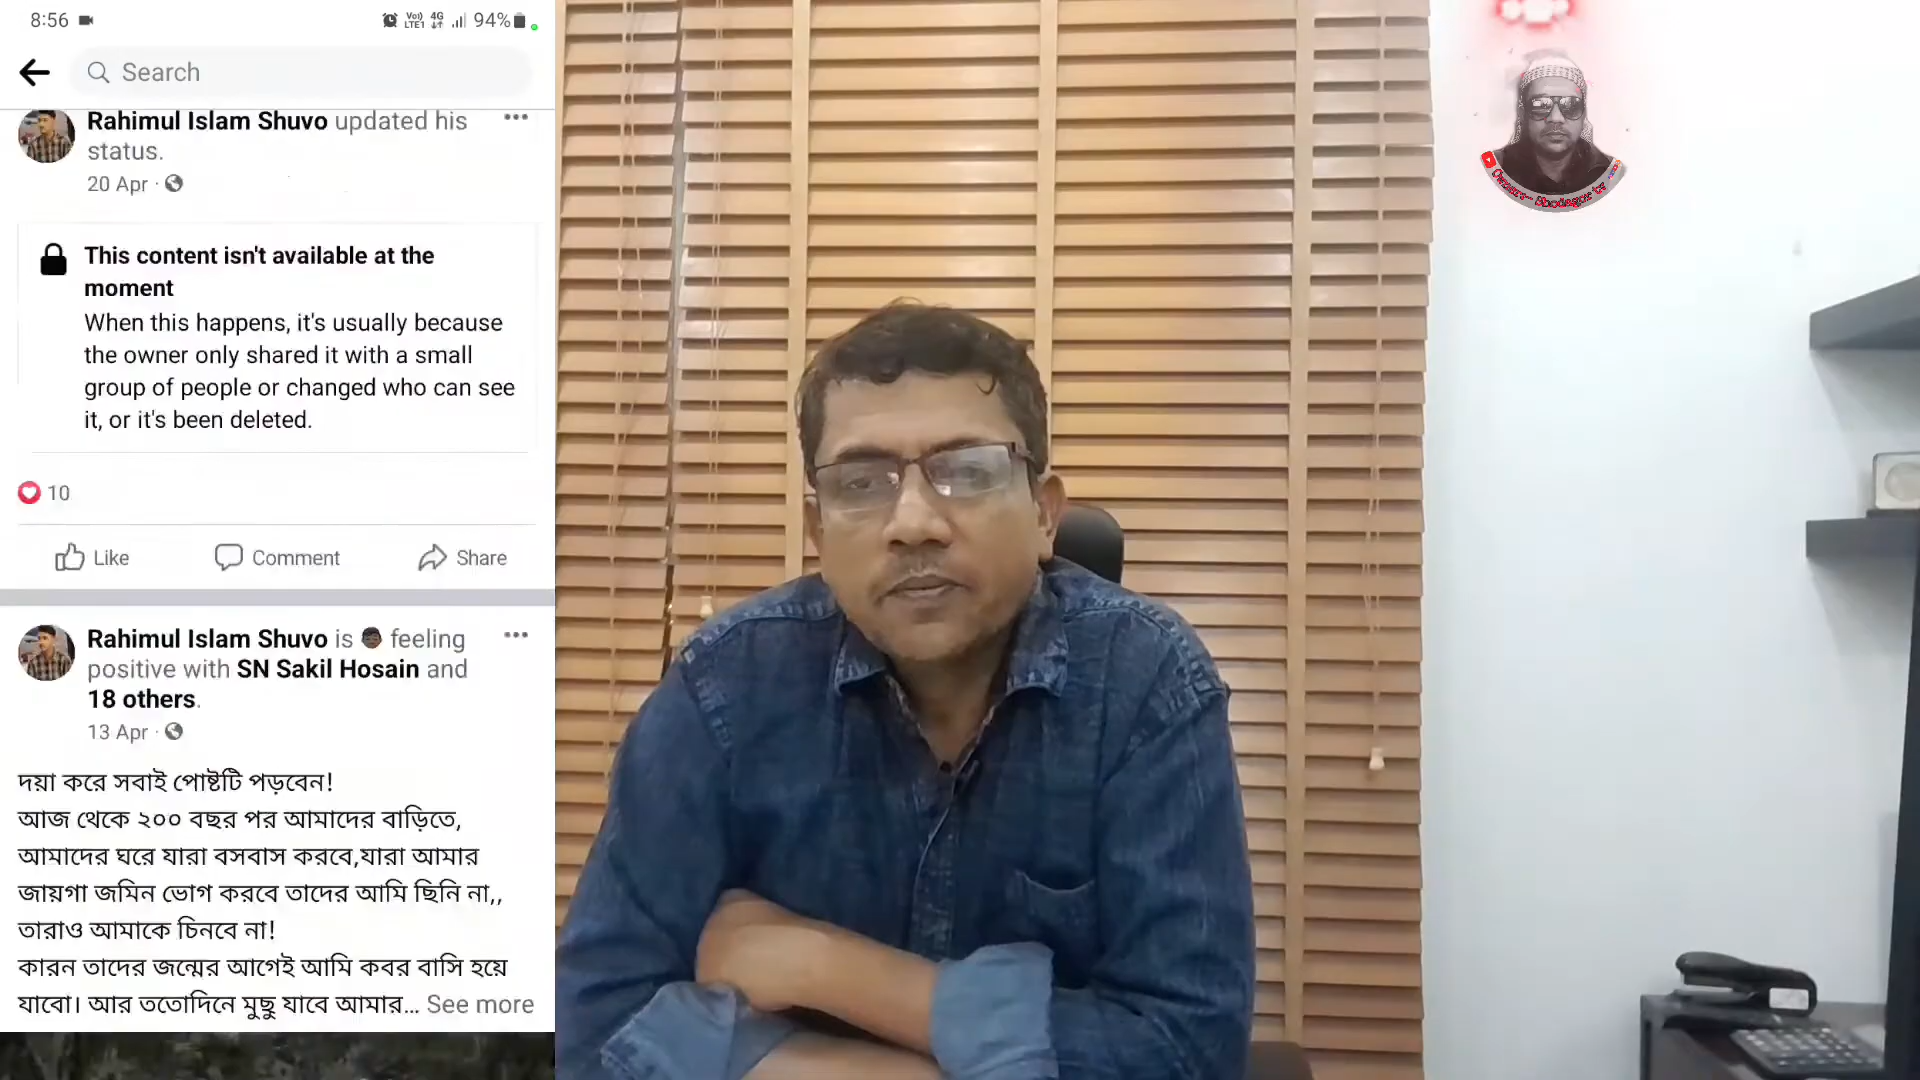 8:56
Vo) LTE1 4G 94%
Search
Rahimul Islam Shuvo updated his
status.
20 Apr ·
This content isn't available at the
moment
When this happens, it's usually because
the owner only shared it with a small
group of people or changed who can see
it, or it's been deleted.
10
Like Comment Share
Rahimul Islam Shuvo is feeling
positive with SN Sakil Hosain and
18 others.
13 Apr ·
দয়া করে সবাই পোষ্টটি পড়বেন!
আজ থেকে ২০০ বছর পর আমাদের বাড়িতে,
আমাদের ঘরে যারা বসবাস করবে,যারা আমার
জায়গা জমিন ভোগ করবে তাদের আমি ছিনি না,,
তারাও আমাকে চিনবে না!
কারন তাদের জন্মের আগেই আমি কবর বাসি হয়ে
যাবো। আর ততোদিনে মুছু যাবে আমার... See more
tv